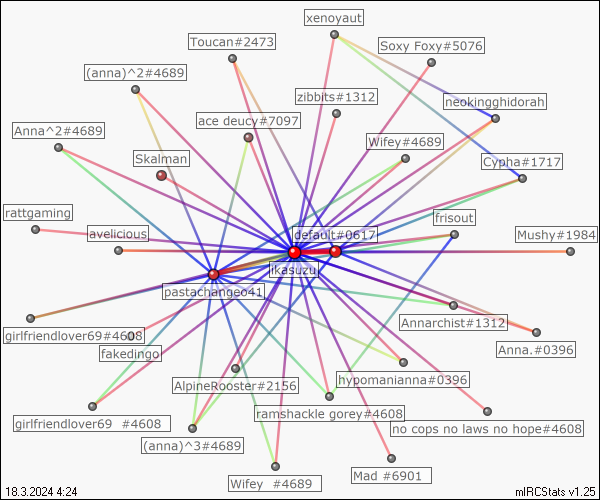 xenoyaut
Toucan#2473
Soxy Foxy#5076
(anna)^2#4689
zibbits#1312
neokingghidorah
ace deucy#7097
Anna^2#4689
Wifey#4689
Skalman
Cypha#1717
rattgaming
frisout
avelicious
default#0617
Mushy#1984
ikasuzu
pastachangeo41
Annarchist#1312
girlfriendlover69#4608
Anna.#0396
fakedingo
hypomanianna#0396
AlpineRooster#2156
ramshackle gorey#4608
girlfriendlover69  #4608
no cops no laws no hope#4608
(anna)^3#4689
Mad #6901
Wifey  #4689
18.3.2024 4:24
mIRCStats v1.25